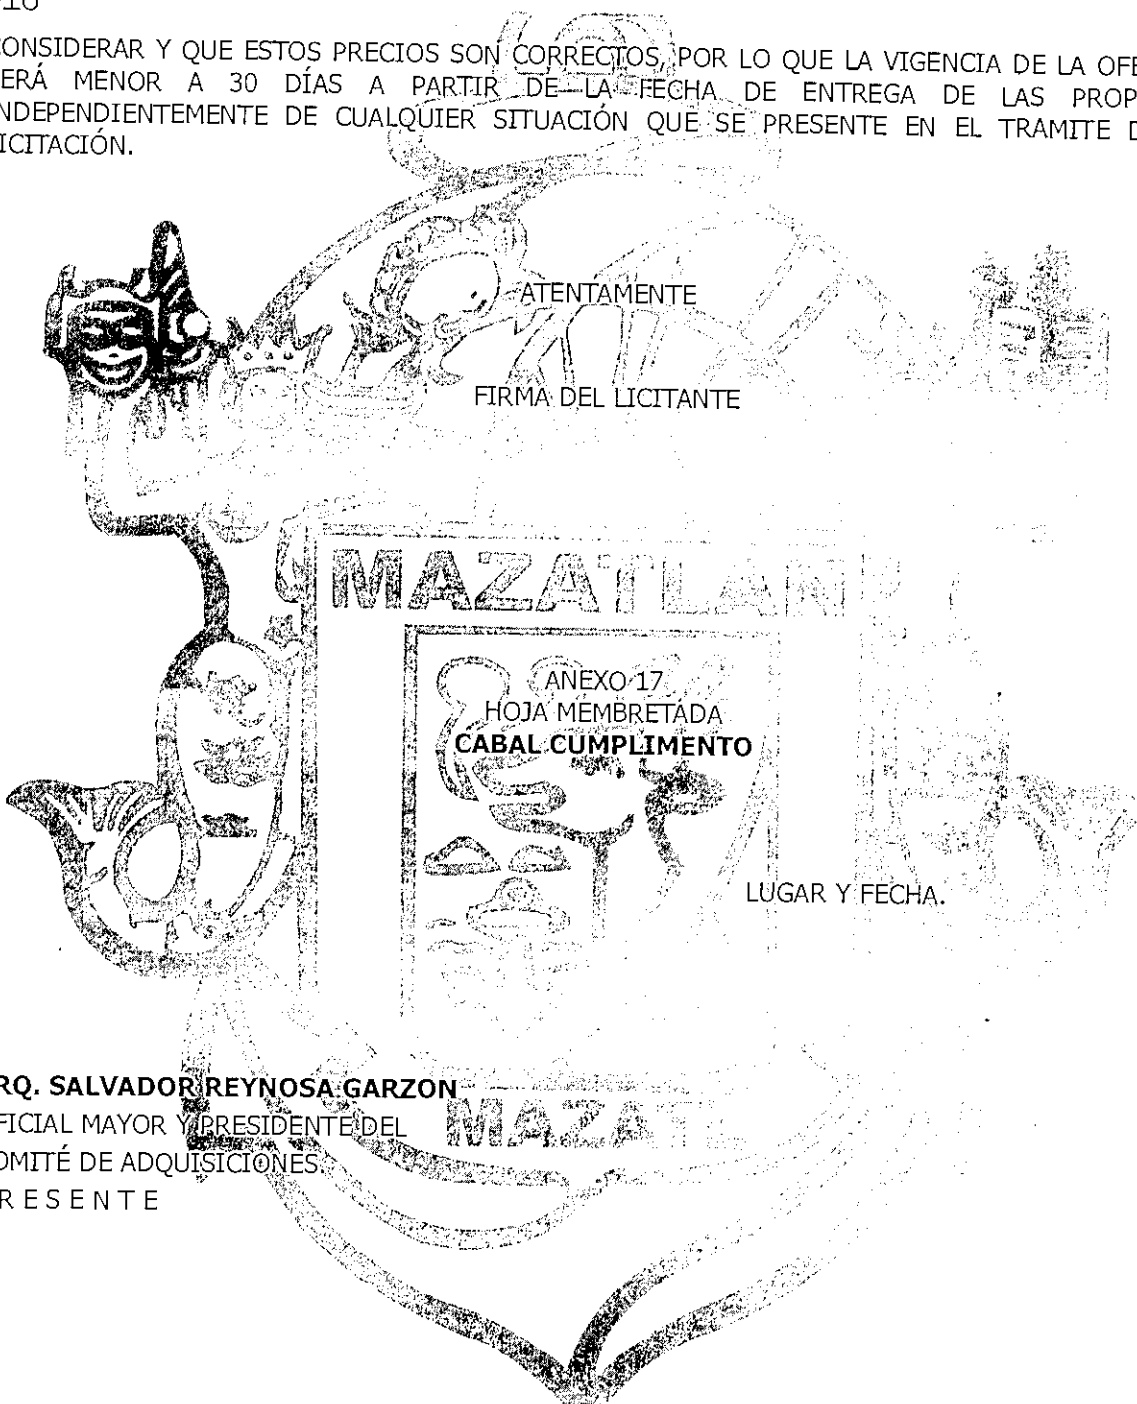 CONSIDERAR Y QUE ESTOS PRECIOS SON CORRECTOS, POR LO QUE LA VIGENCIA DE LA OFE
ERÁ MENOR A 30 DÍAS A PARTIR DE LA FECHA DE ENTREGA DE LAS PROP
NDEPENDIENTEMENTE DE CUALQUIER SITUACIÓN QUE SE PRESENTE EN EL TRAMITE D
ICITACIÓN.
ATENTAMENTE
FIRMA DEL LICITANTE
MAZATLAN
ANEXO 17
HOJA MEMBRETADA
CABAL CUMPLIMENTO
LUGAR Y FECHA.
RQ. SALVADOR REYNOSA GARZON
FICIAL MAYOR Y PRESIDENTE DEL
OMITÉ DE ADQUISICIONES
R E S E N T E
MAZATL